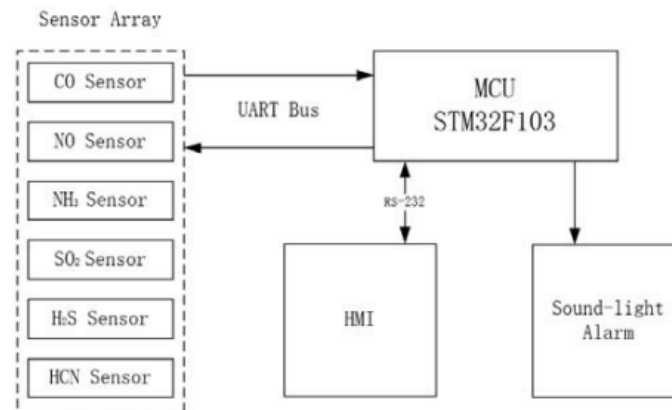 Sensor Array
CO Sensor
NO Sensor
NH₃ Sensor
SO₂ Sensor
H₂S Sensor
HCN Sensor
UART Bus
MCU
STM32F103
RS-232
HMI
Sound-light
Alarm